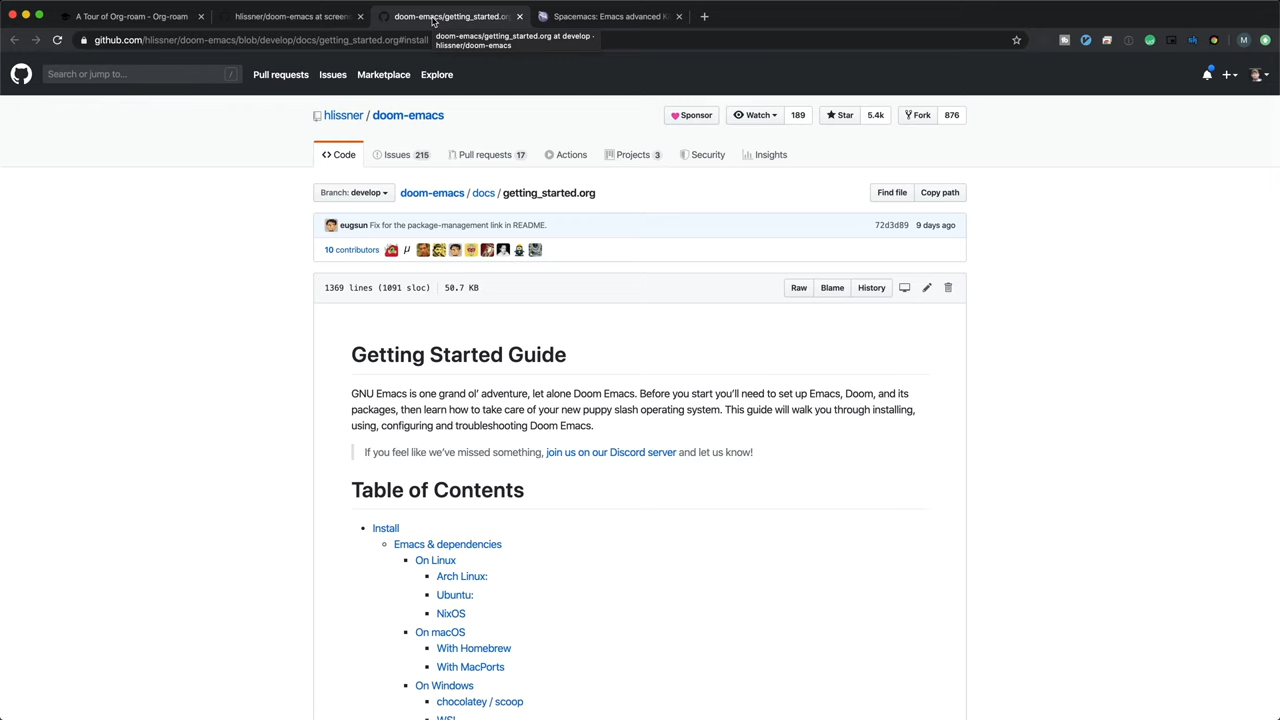 A Tour of Org-roam - Org-roam
hlissner/doom-emacs at screens
doom-emacs/getting_started.org
Spacemacs: Emacs advanced Ki
github.com/hlissner/doom-emacs/blob/develop/docs/getting_started.org#install
doom-emacs/getting_started.org at develop ·
hlissner/doom-emacs
M
Search or jump to...
/
Pull requests
Issues
Marketplace
Explore
hlissner / doom-emacs
Sponsor
Watch
189
Star
5.4k
Fork
876
Code
Issues 215
Pull requests 17
Actions
Projects 3
Security
Insights
Branch: develop
doom-emacs / docs / getting_started.org
Find file
Copy path
eugsun Fix for the package-management link in README.
72d3d89 9 days ago
10 contributors
1369 lines (1091 sloc) 50.7 KB
Raw
Blame
History
Getting Started Guide
GNU Emacs is one grand ol’ adventure, let alone Doom Emacs. Before you start you’ll need to set up Emacs, Doom, and its
packages, then learn how to take care of your new puppy slash operating system. This guide will walk you through installing,
using, configuring and troubleshooting Doom Emacs.
If you feel like we’ve missed something, join us on our Discord server and let us know!
Table of Contents
Install
Emacs & dependencies
On Linux
Arch Linux:
Ubuntu:
NixOS
On macOS
With Homebrew
With MacPorts
On Windows
chocolatey / scoop
WSL